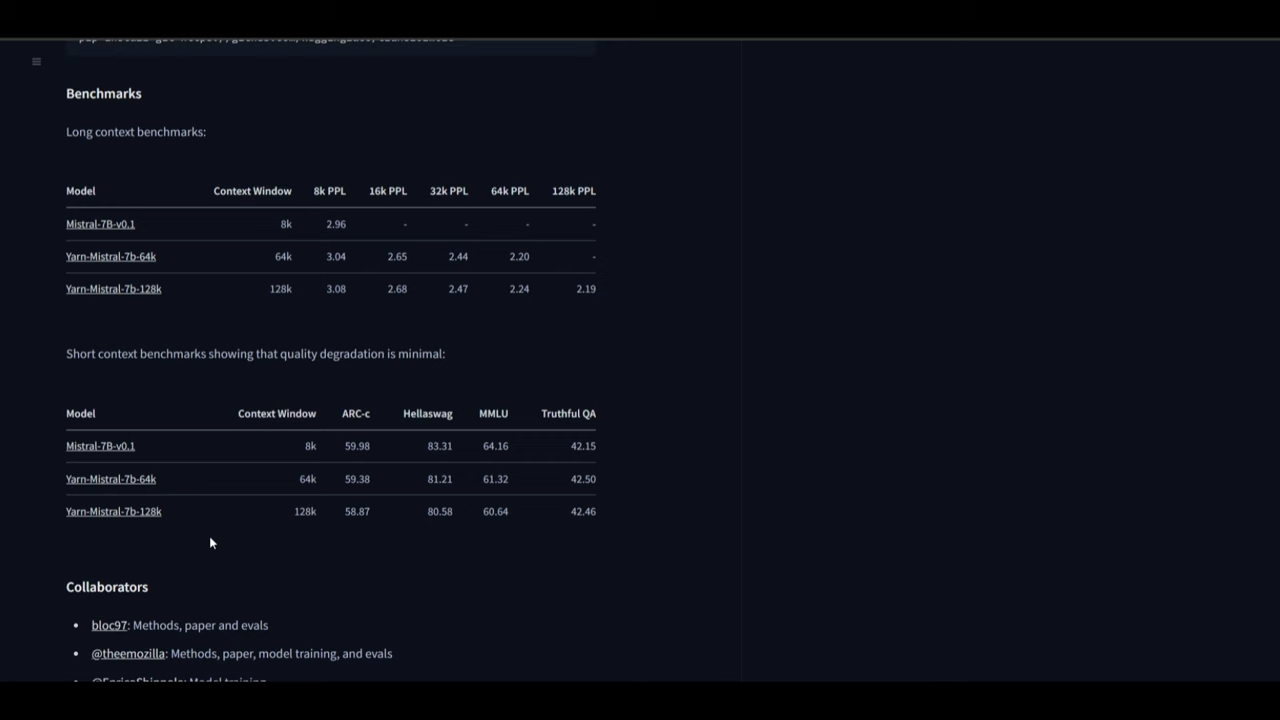 Benchmarks
Long context benchmarks:
Model Context Window 8k PPL 16k PPL 32k PPL 64k PPL 128k PPL
Mistral-7B-v0.1 8k 2.96 - - - -
Yarn-Mistral-7b-64k 64k 3.04 2.65 2.44 2.20 -
Yarn-Mistral-7b-128k 128k 3.08 2.68 2.47 2.24 2.19
Short context benchmarks showing that quality degradation is minimal:
Model Context Window ARC-c Hellaswag MMLU Truthful QA
Mistral-7B-v0.1 8k 59.98 83.31 64.16 42.15
Yarn-Mistral-7b-64k 64k 59.38 81.21 61.32 42.50
Yarn-Mistral-7b-128k 128k 58.87 80.58 60.64 42.46
Collaborators
• bloc97: Methods, paper and evals
• @theemozilla: Methods, paper, model training, and evals